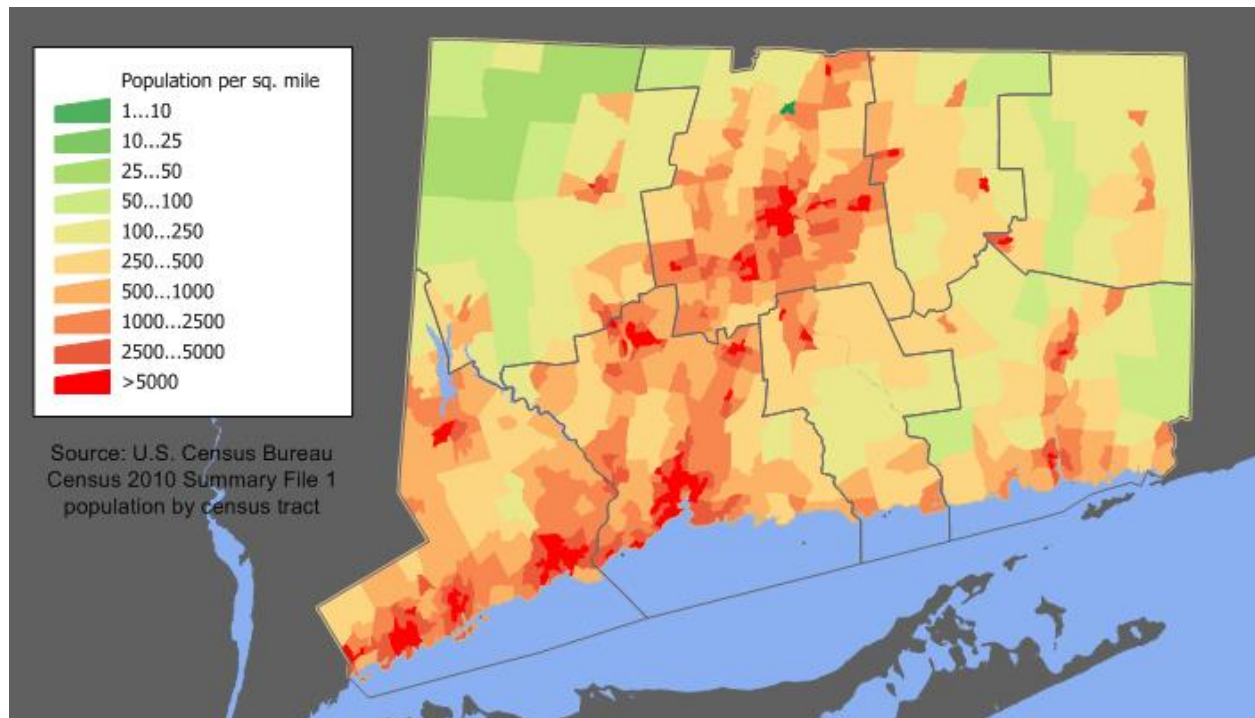 Population per sq. mile
1...10
10...25
25...50
50...100
100...250
250...500
500...1000
1000...2500
2500...5000
>5000
Source: U.S. Census Bureau
Census 2010 Summary File 1
population by census tract